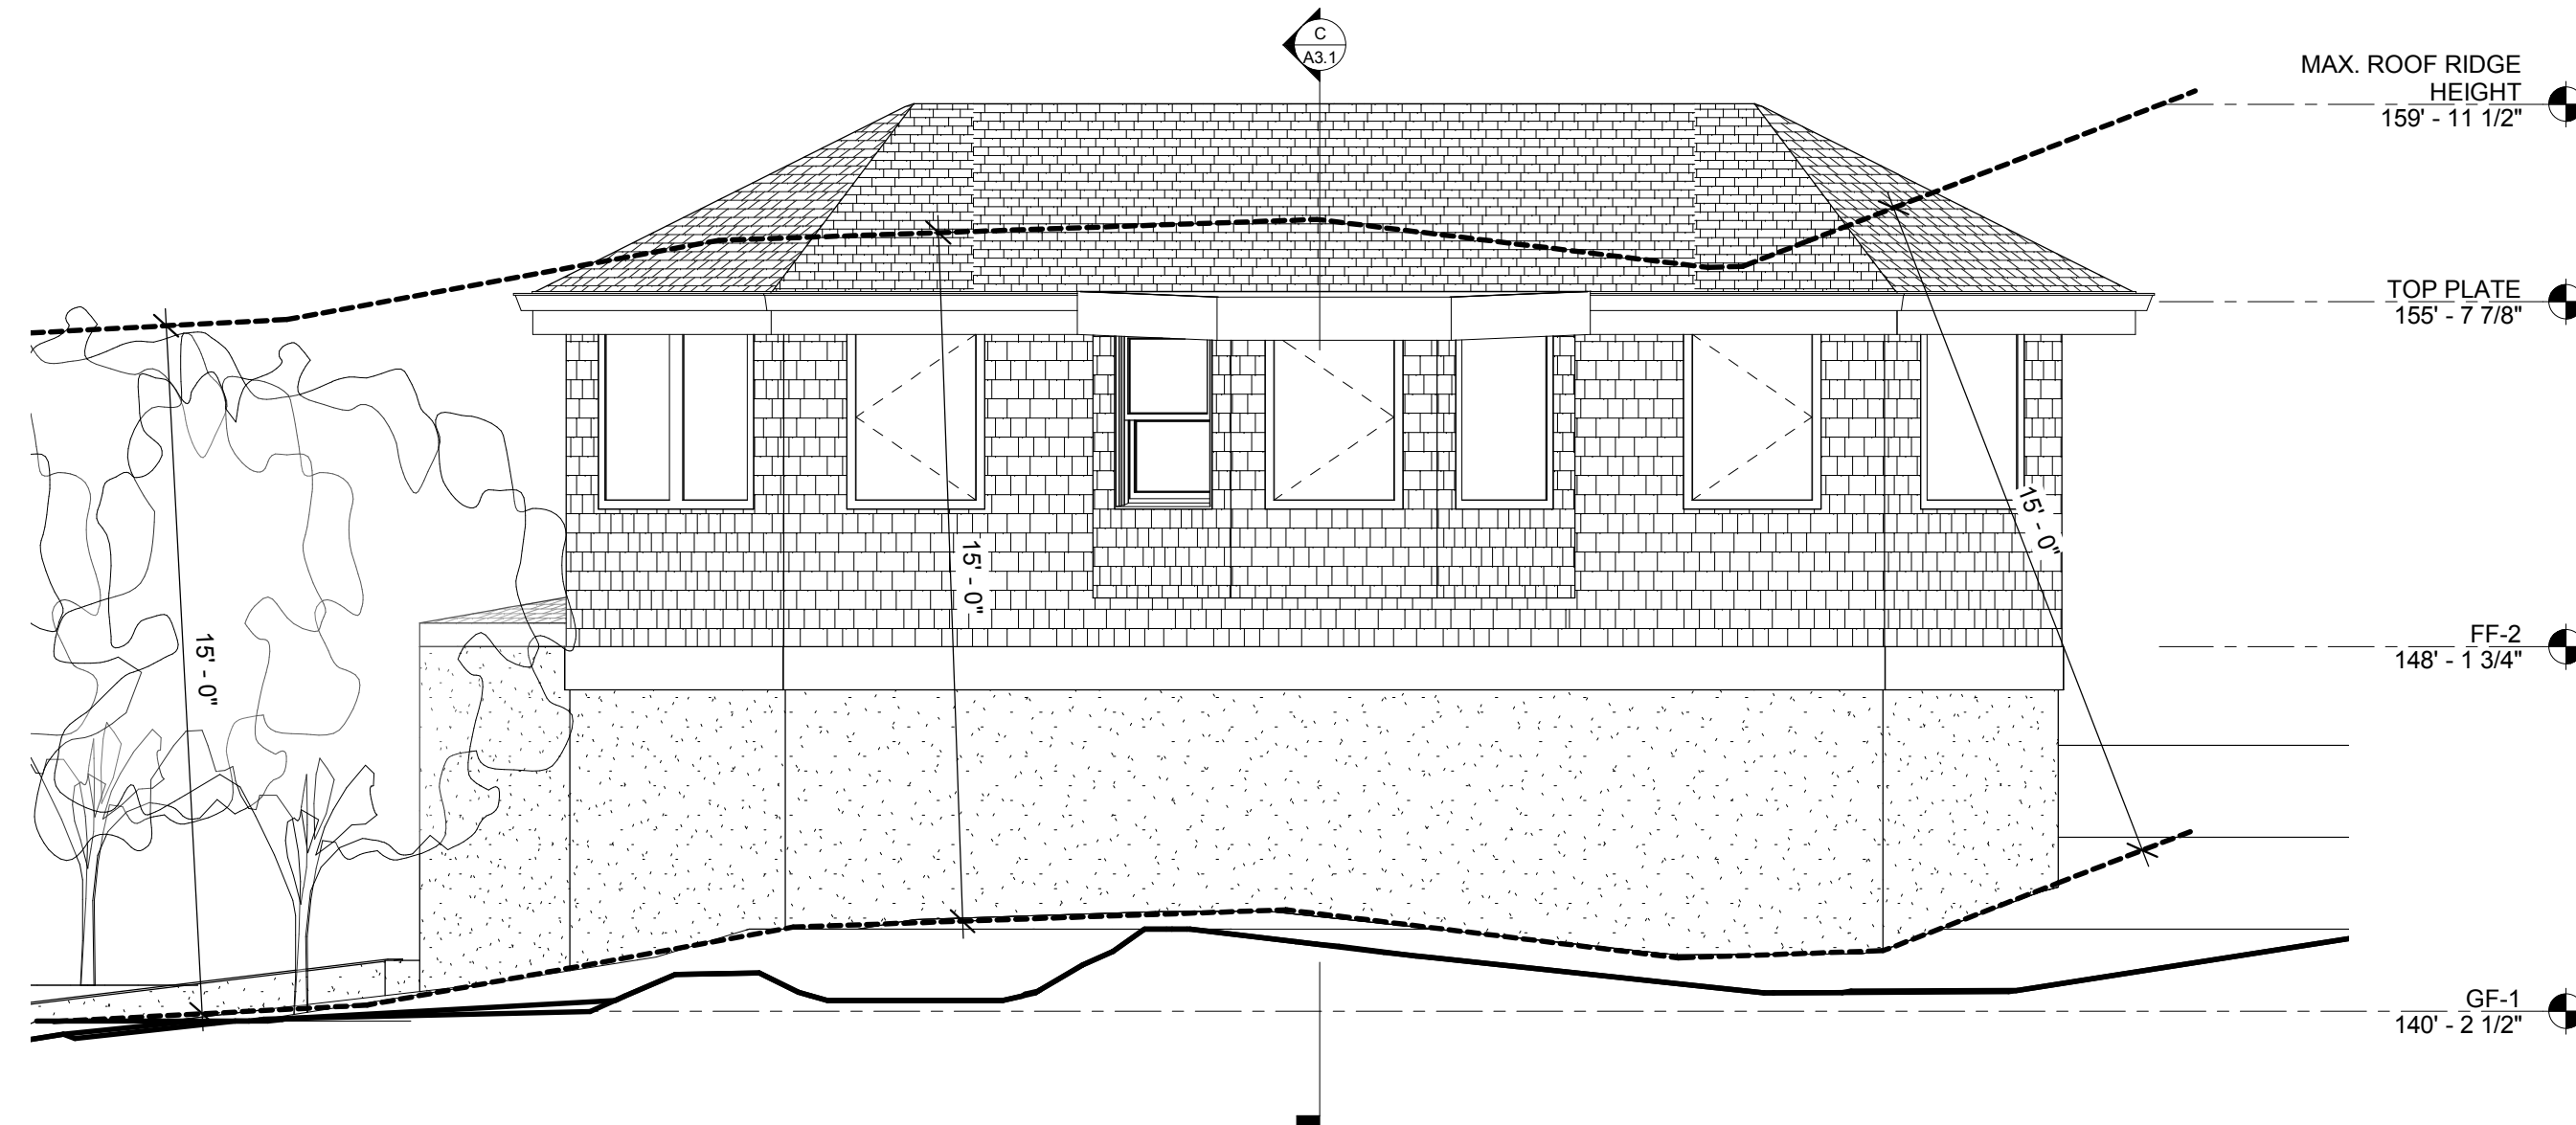 C
A3.1
MAX. ROOF RIDGE
HEIGHT
159' - 11 1/2"
TOP PLATE
155' - 7 7/8"
15' - 0"
15' - 0"
15' - 0"
FF-2
148' - 1 3/4"
GF-1
140' - 2 1/2"